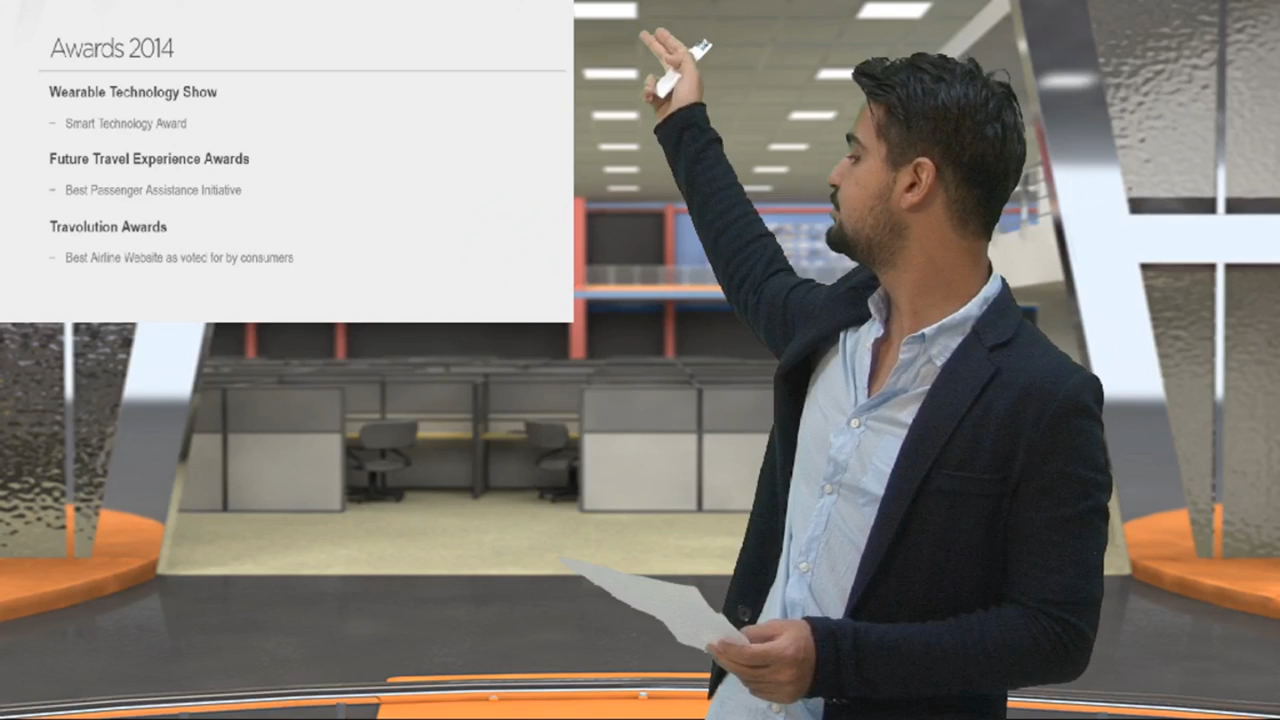 Awards 2014
Wearable Technology Show
– Smart Technology Award
Future Travel Experience Awards
– Best Passenger Assistance Initiative
Travolution Awards
– Best Airline Website as voted for by consumers